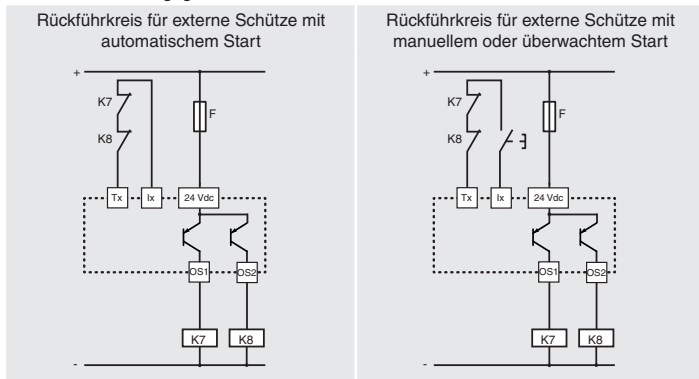 Rückführkreis für externe Schütze mit
automatischem Start
+
K7
K8
F
Tx
Ix
24 Vdc
OS1
OS2
K7
K8
-
Rückführkreis für externe Schütze mit
manuellem oder überwachtem Start
+
K7
K8
F
Tx
Ix
24 Vdc
OS1
OS2
K7
K8
-